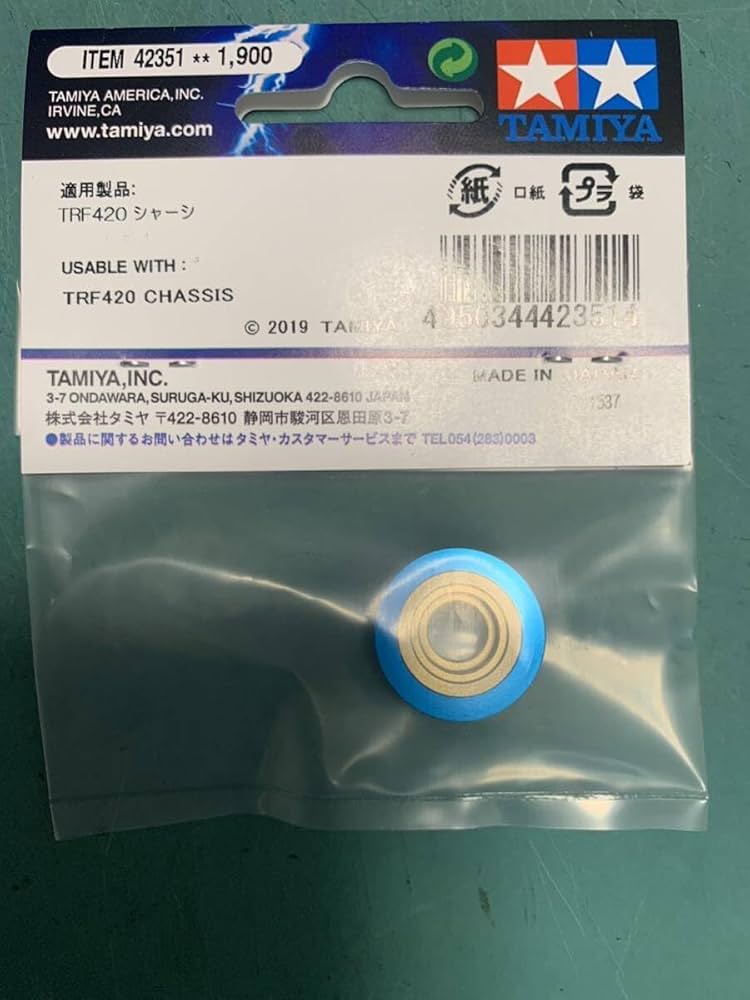 ITEM 42351 ** 1,900
TAMIYA AMERICA, INC.
IRVINE, CA
www.tamiya.com
TAMIYA
適用製品:
TRF420 シャーシ
紙 口紙 プラ 袋
USABLE WITH :
TRF420 CHASSIS
© 2019 TAMIYA
4 950344 423514
TAMIYA, INC.
MADE IN
3-7 ONDAWARA, SURUGA-KU, SHIZUOKA 422-8610 JAPAN
株式会社タミヤ 〒422-8610 静岡市駿河区恩田原3-7
1537
●製品に関するお問い合わせはタミヤ・カスタマーサービスまで TEL054(283)0003